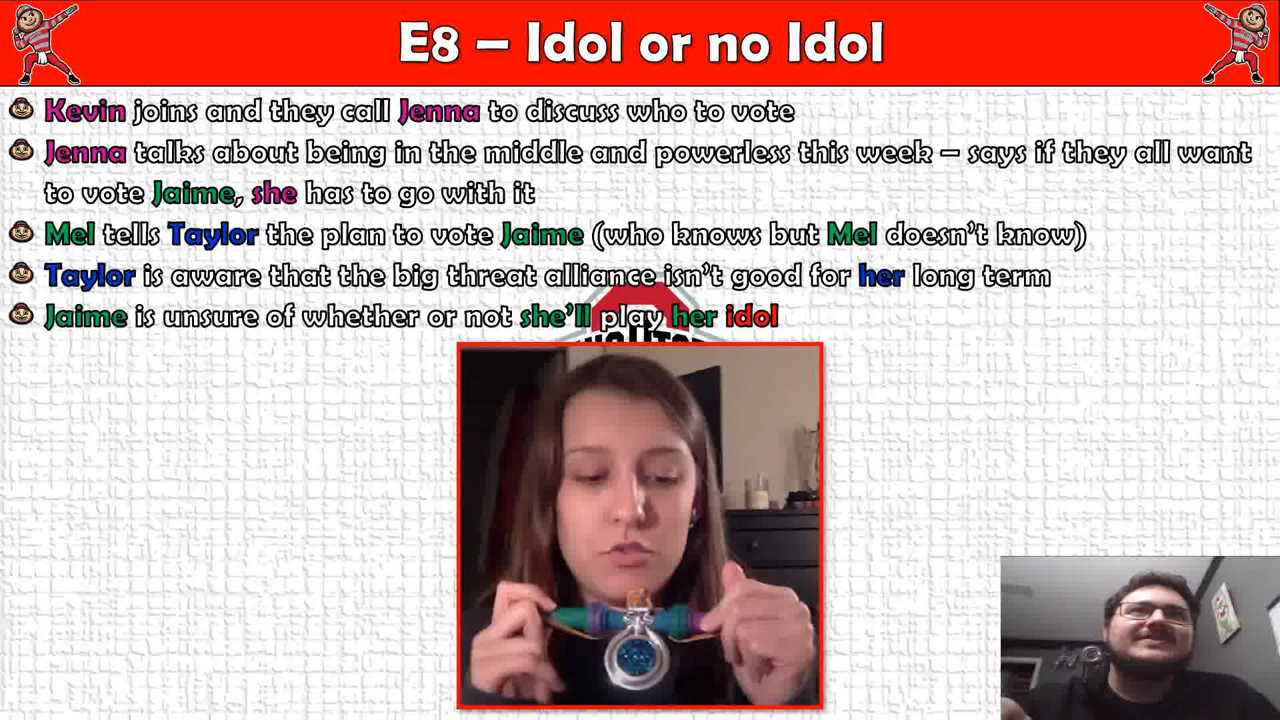 E8 – Idol or no Idol
Kevin joins and they call Jenna to discuss who to vote
Jenna talks about being in the middle and powerless this week – says if they all want
to vote Jaime, she has to go with it
Mel tells Taylor the plan to vote Jaime (who knows but Mel doesn't know)
Taylor is aware that the big threat alliance isn't good for her long term
Jaime is unsure of whether or not she'll play her idol